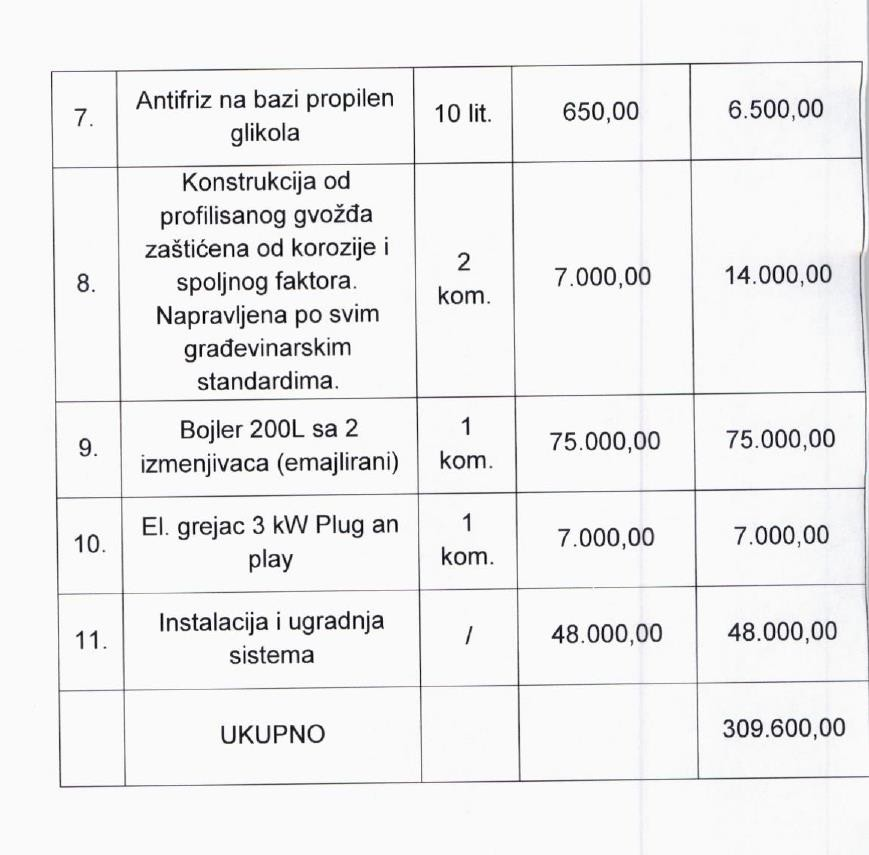 7.
Antifriz na bazi propilen
glikola
10 lit.
650,00
6.500,00
8.
Konstrukcija od
profilisanog gvožđa
zaštićena od korozije i
spoljnog faktora.
Napravljena po svim
građevinarskim
standardima.
2
kom.
7.000,00
14.000,00
9.
Bojler 200L sa 2
izmenjivaca (emajlirani)
1
kom.
75.000,00
75.000,00
10.
El. grejac 3 kW Plug an
play
1
kom.
7.000,00
7.000,00
11.
Instalacija i ugradnja
sistema
/
48.000,00
48.000,00
UKUPNO
309.600,00